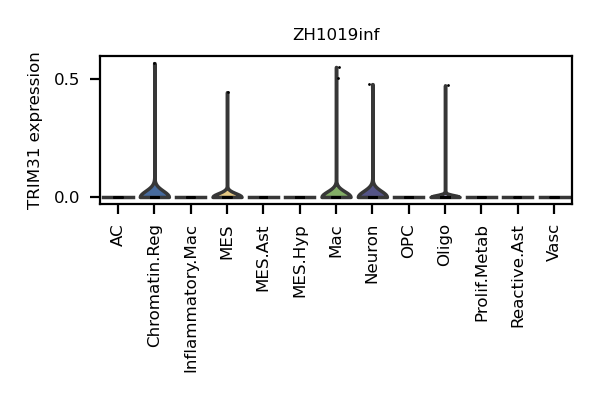 ZH1019inf
TRIM31 expression
0.5
0.0
AC
Chromatin.Reg
Inflammatory.Mac
MES
MES.Ast
MES.Hyp
Mac
Neuron
OPC
Oligo
Prolif.Metab
Reactive.Ast
Vasc